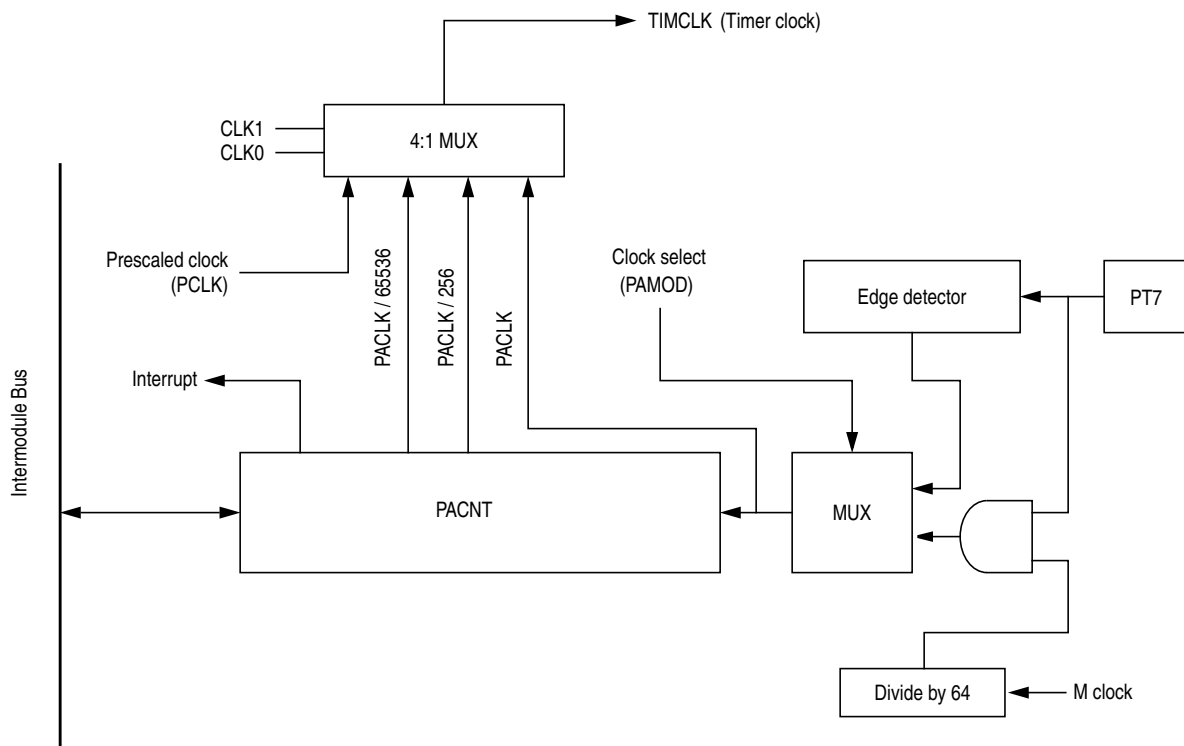 TIMCLK (Timer clock)
CLK1
CLK0
4:1 MUX
Prescaled clock
(PCLK)
PACLK / 65536
PACLK / 256
PACLK
Clock select
(PAMOD)
Edge detector
PT7
Interrupt
Intermodule Bus
PACNT
MUX
Divide by 64
M clock